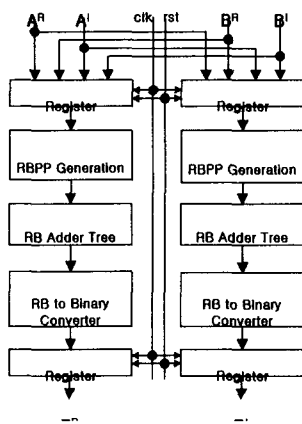 A^R A^I clk rst B^R B^I
Register Register
RBPP Generation RBPP Generation
RB Adder Tree RB Adder Tree
RB to Binary RB to Binary
Converter Converter
Register Register